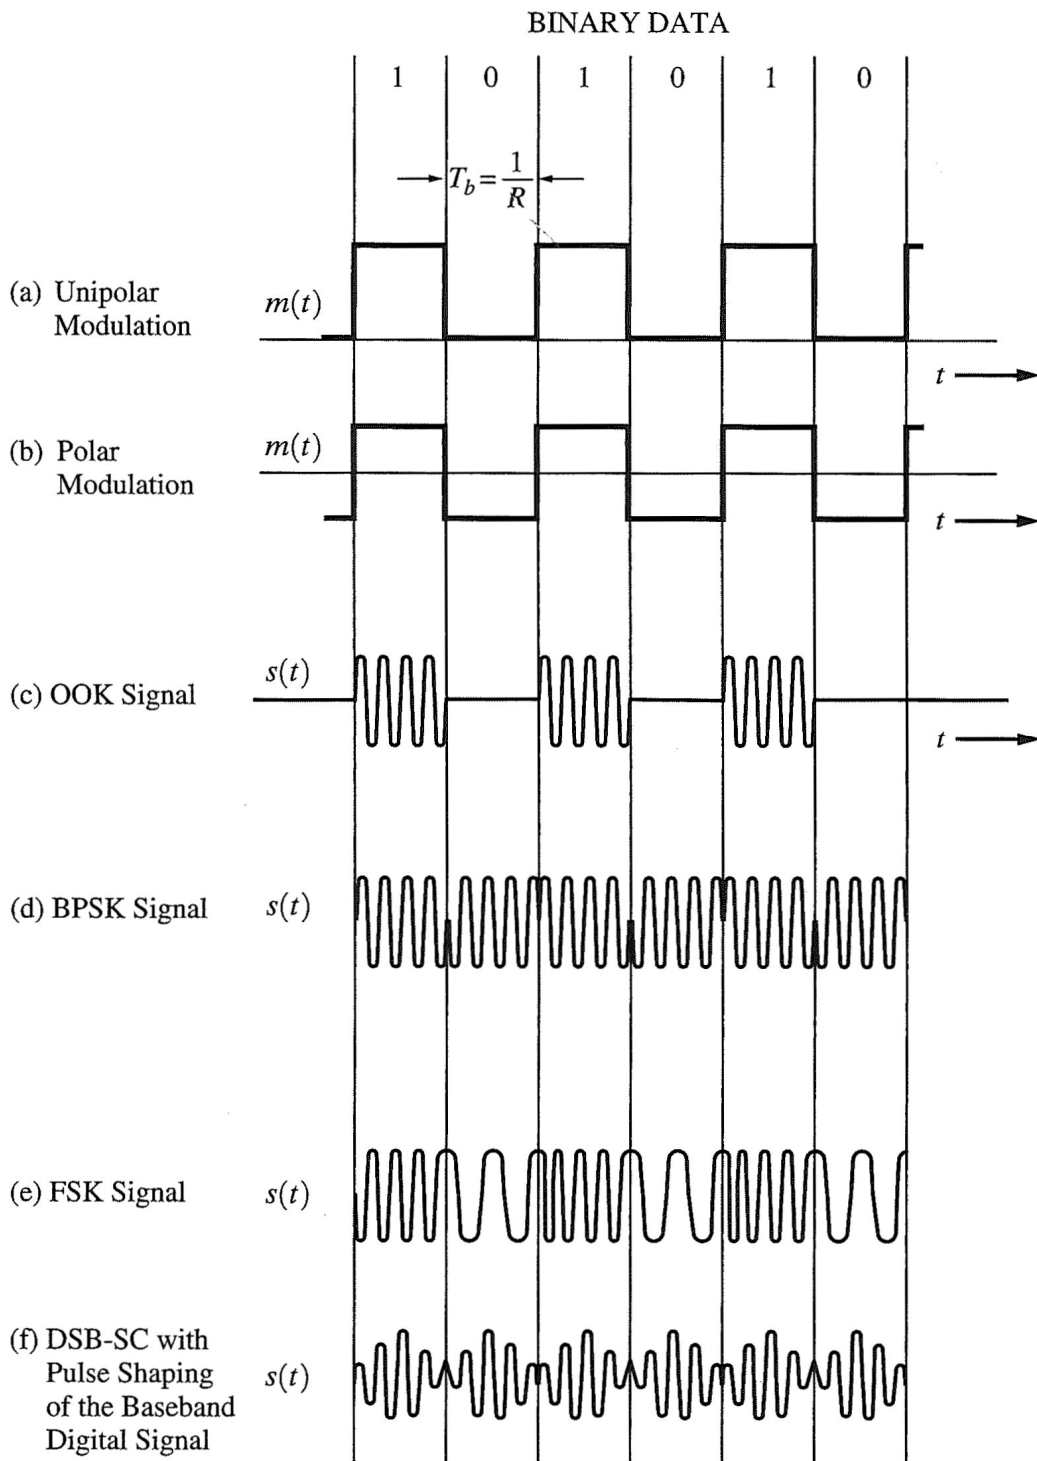 BINARY DATA
1 0 1 0 1 0
T_b = 1/R
(a) Unipolar
Modulation
m(t)
t
(b) Polar
Modulation
m(t)
t
(c) OOK Signal
s(t)
t
(d) BPSK Signal
s(t)
(e) FSK Signal
s(t)
(f) DSB-SC with
Pulse Shaping
of the Baseband
Digital Signal
s(t)